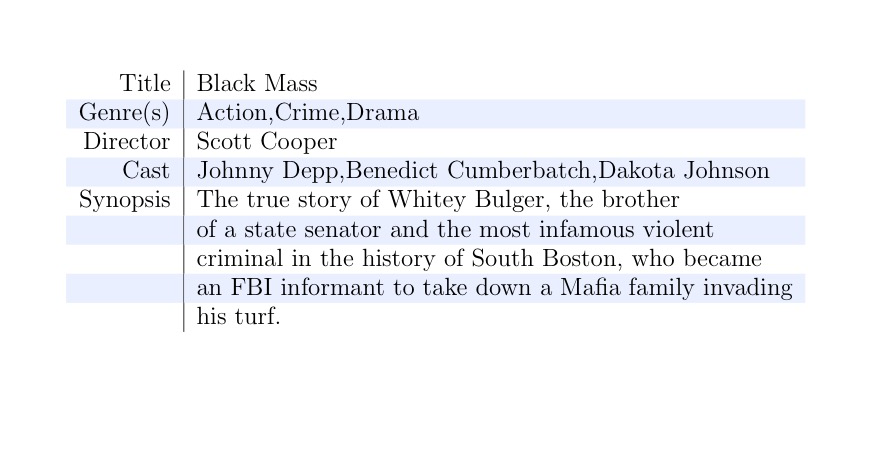 Title Black Mass
Genre(s) Action,Crime,Drama
Director Scott Cooper
Cast Johnny Depp,Benedict Cumberbatch,Dakota Johnson
Synopsis The true story of Whitey Bulger, the brother
of a state senator and the most infamous violent
criminal in the history of South Boston, who became
an FBI informant to take down a Mafia family invading
his turf.